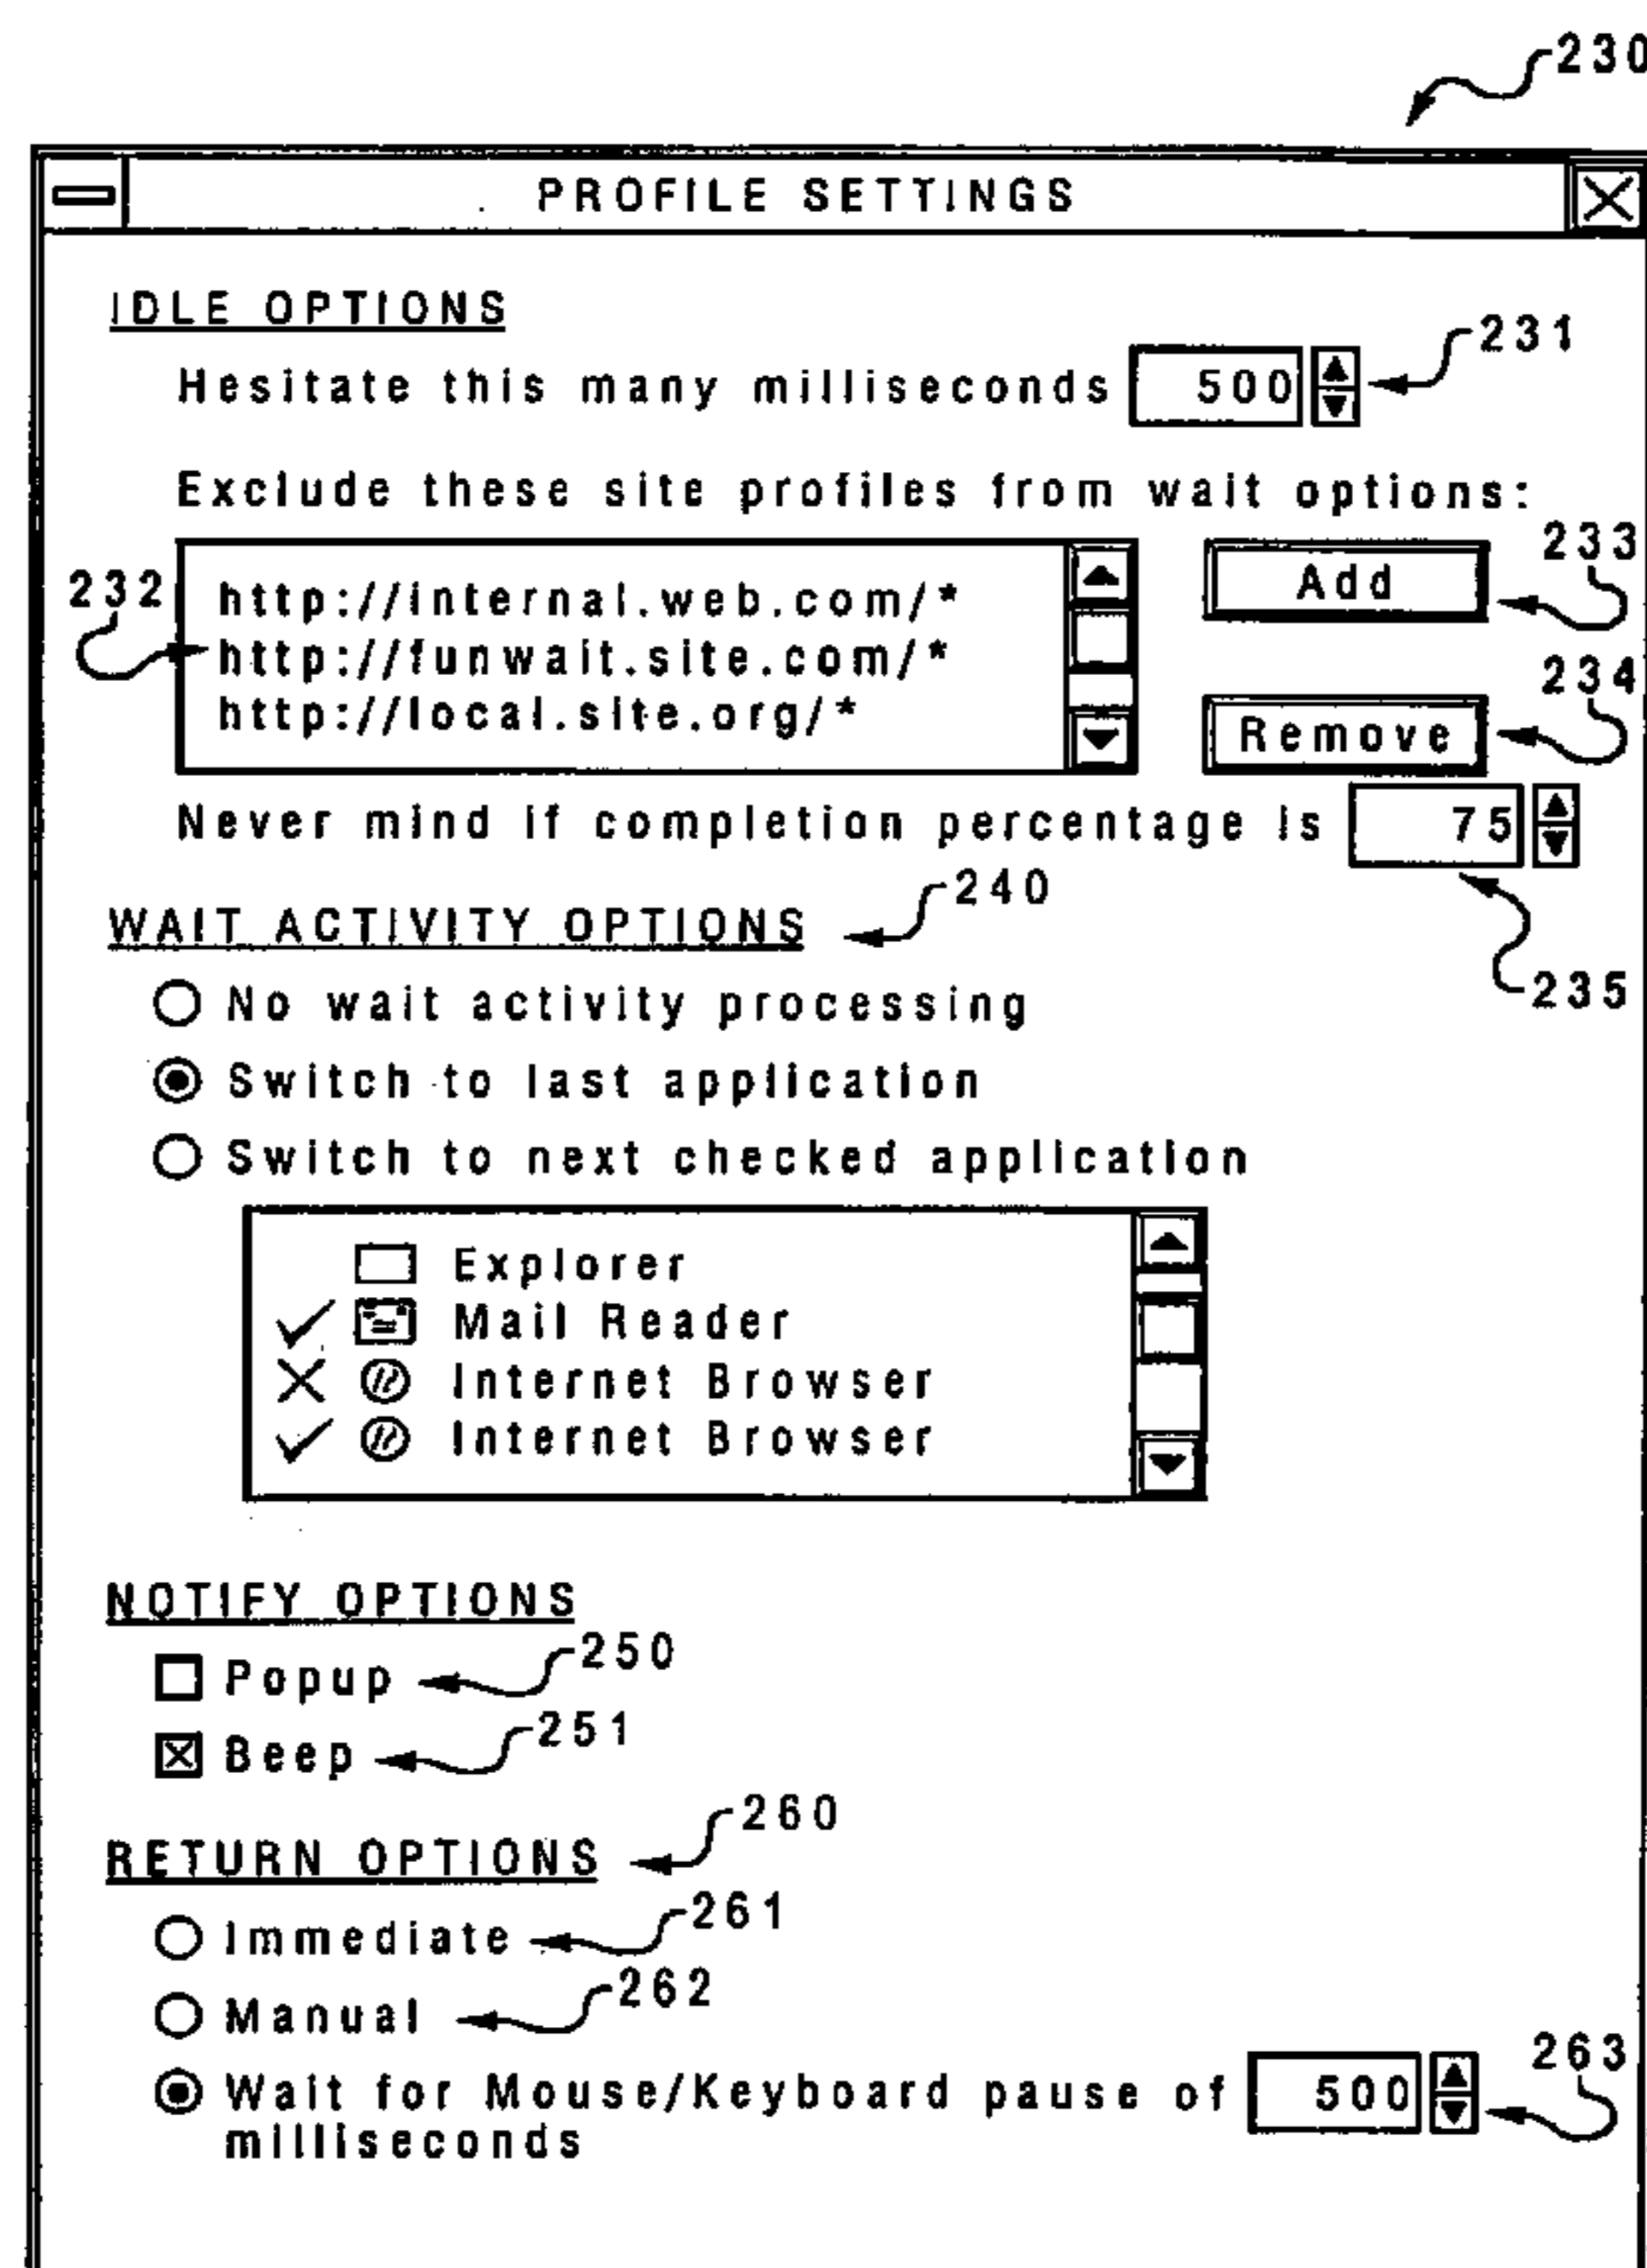 230
PROFILE SETTINGS
IDLE OPTIONS
Hesitate this many milliseconds 500 231
Exclude these site profiles from wait options:
232 http://internal.web.com/* Add 233
http://funwait.site.com/*
http://local.site.org/* Remove 234
Never mind if completion percentage is 75
235
WAIT ACTIVITY OPTIONS 240
No wait activity processing
Switch to last application
Switch to next checked application
Explorer
Mail Reader
Internet Browser
Internet Browser
NOTIFY OPTIONS
Popup 250
Beep 251
RETURN OPTIONS 260
Immediate 261
Manual 262
Wait for Mouse/Keyboard pause of 500 263
milliseconds